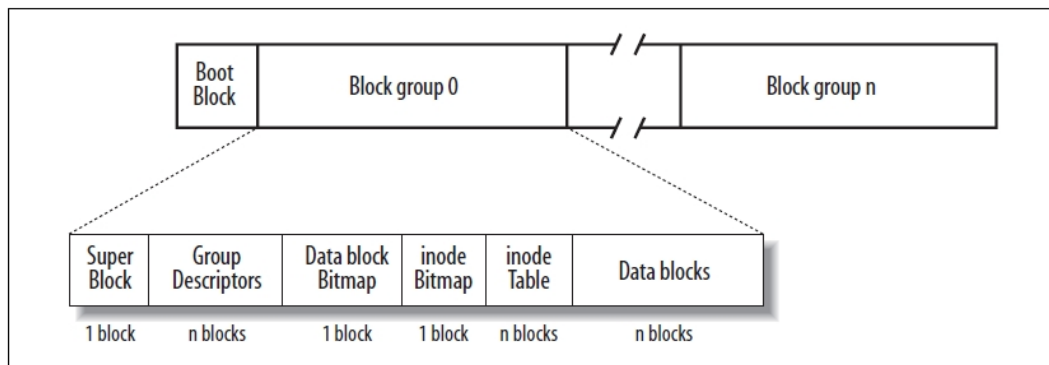 Boot
Block
Block group 0
Block group n
Super
Block
Group
Descriptors
Data block
Bitmap
inode
Bitmap
inode
Table
Data blocks
1 block
n blocks
1 block
1 block
n blocks
n blocks